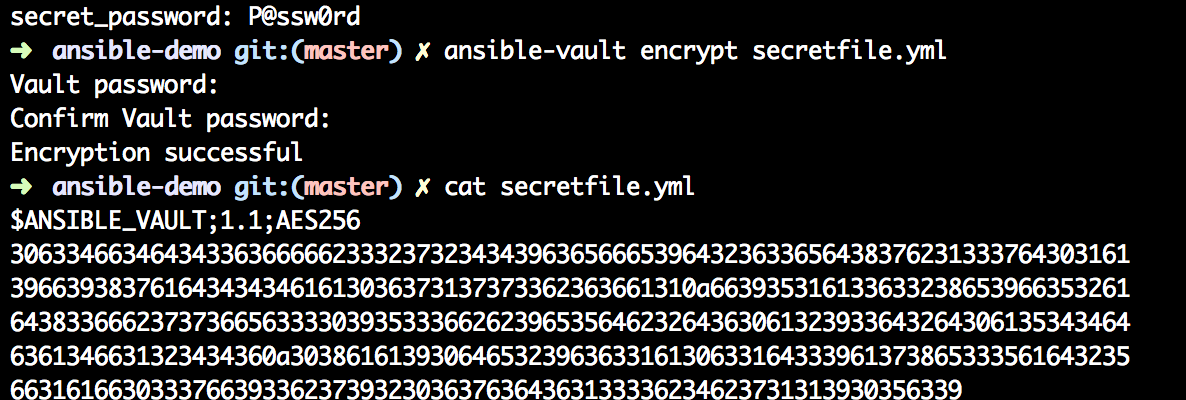 secret_password: P@ssw0rd
➜ ansible-demo git:(master) ✗ ansible-vault encrypt secretfile.yml
Vault password:
Confirm Vault password:
Encryption successful
➜ ansible-demo git:(master) ✗ cat secretfile.yml
$ANSIBLE_VAULT;1.1;AES256
30633466346434336366666233323732343439636566653964323633656438376231333764303161
3966393837616434343461613036373137373362363661310a663935316133633238653966353261
64383366623737366563333039353336626239653564623264363061323933643264306135343464
6361346631323434360a303861613930646532396363316130633164333961373865333561643235
66316166303337663933623739323036376364363133336234623731313930356339